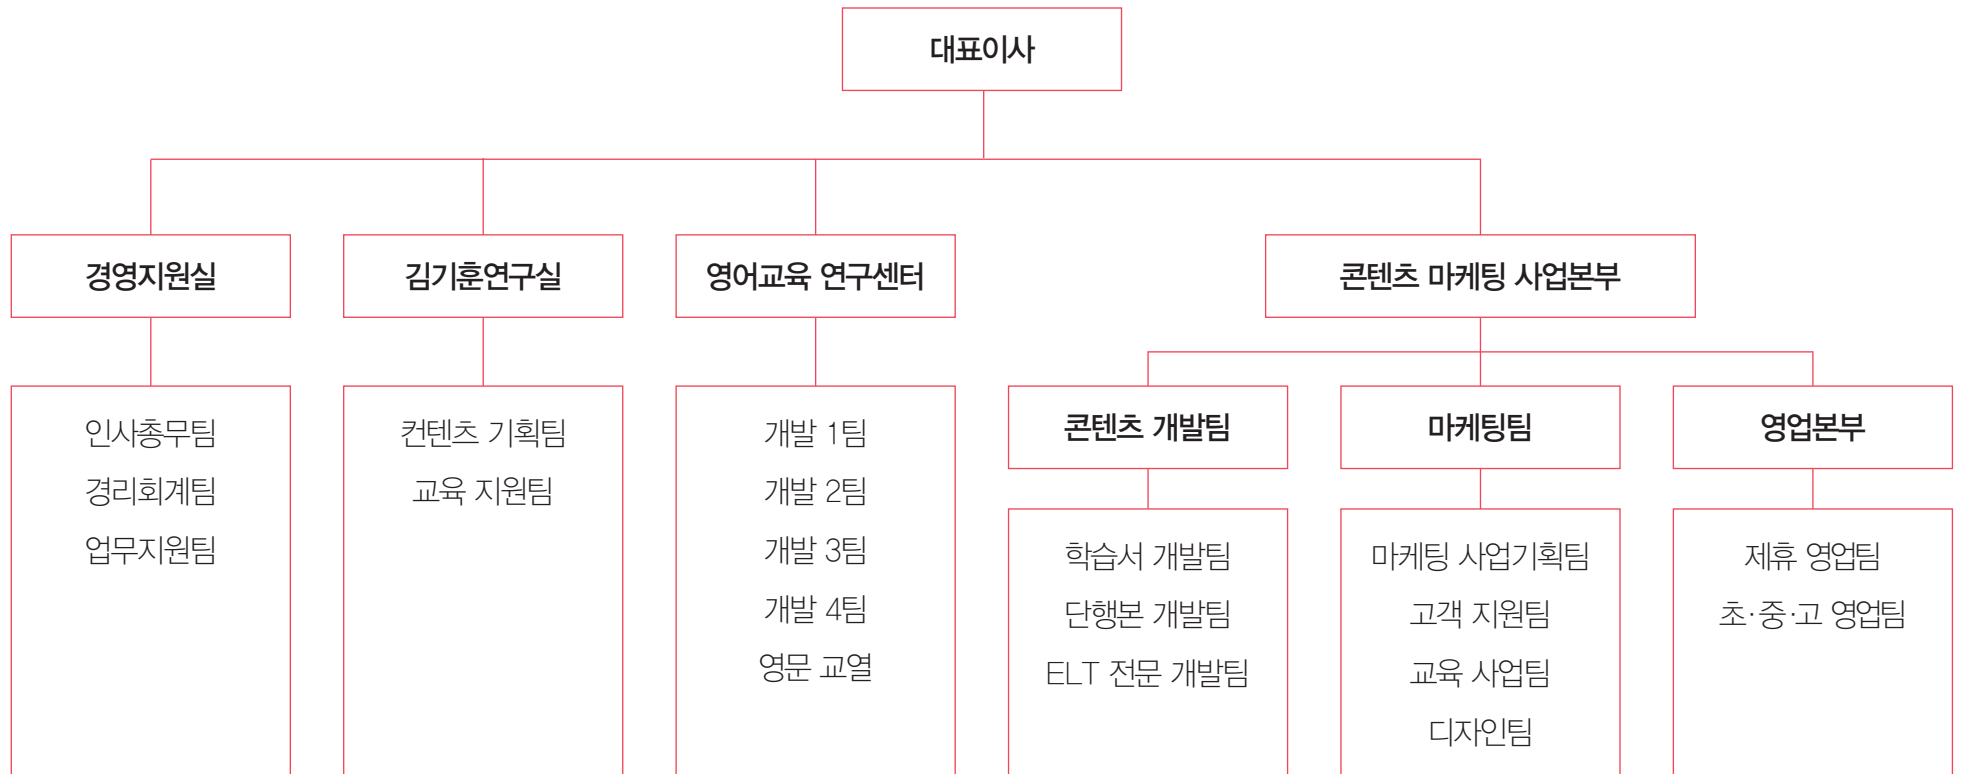 대표이사
경영지원실
김기훈연구실
영어교육 연구센터
콘텐츠 마케팅 사업본부
인사총무팀
경리회계팀
업무지원팀
컨텐츠 기획팀
교육 지원팀
개발 1팀
개발 2팀
개발 3팀
개발 4팀
영문 교열
콘텐츠 개발팀
학습서 개발팀
단행본 개발팀
ELT 전문 개발팀
마케팅팀
마케팅 사업기획팀
고객 지원팀
교육 사업팀
디자인팀
영업본부
제휴 영업팀
초·중·고 영업팀